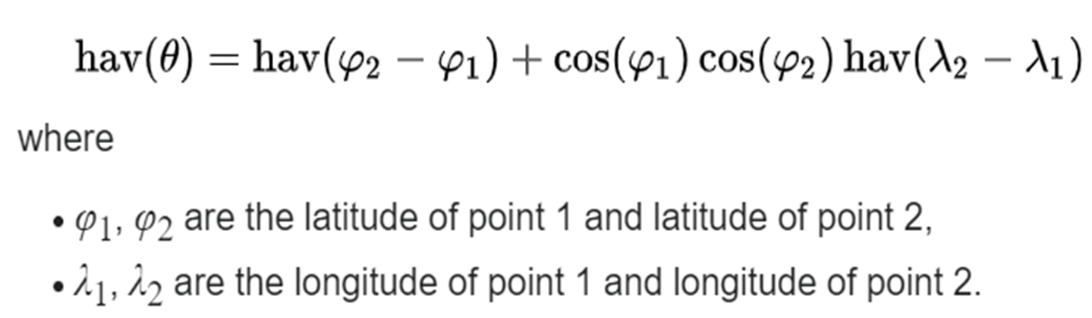 hav(θ) = hav(φ₂ − φ₁) + cos(φ₁) cos(φ₂) hav(λ₂ − λ₁)
where
• φ₁, φ₂ are the latitude of point 1 and latitude of point 2,
• λ₁, λ₂ are the longitude of point 1 and longitude of point 2.